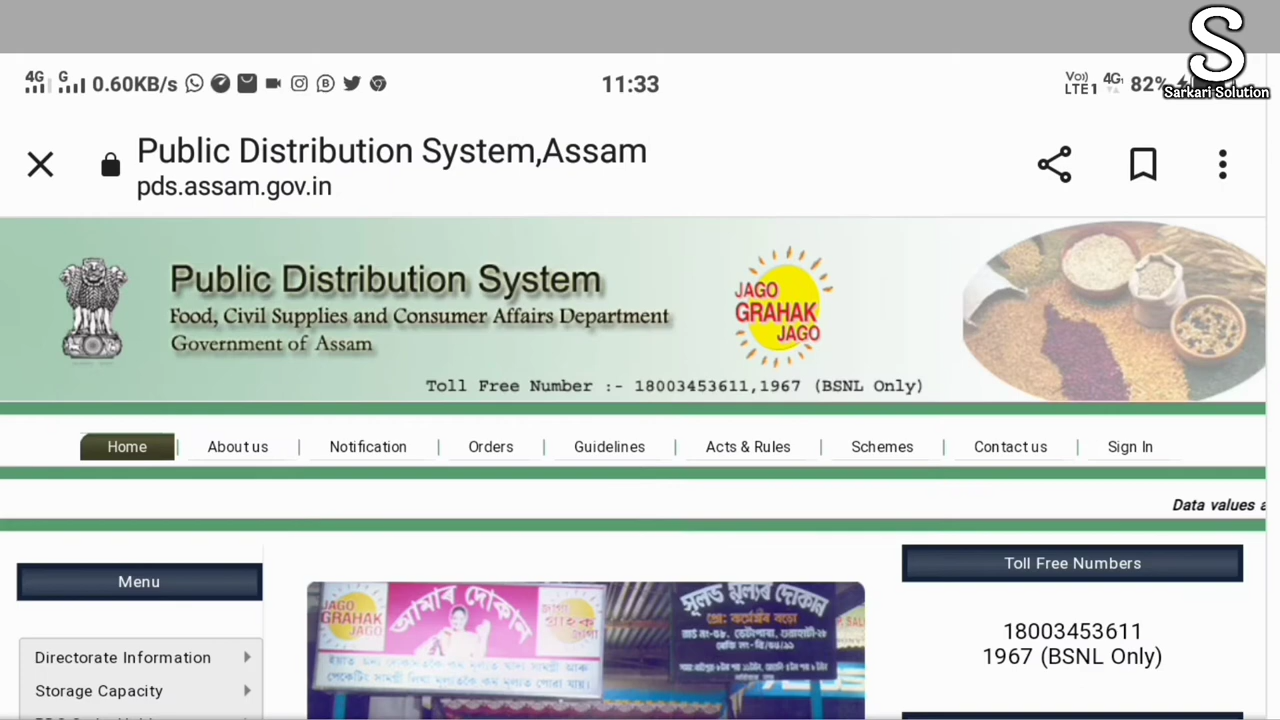 S
Sarkari Solution
4G G 0.60KB/s 11:33 Vo)) LTE1 4G 82%
Public Distribution System,Assam
pds.assam.gov.in
Public Distribution System
Food, Civil Supplies and Consumer Affairs Department
Government of Assam
JAGO
GRAHAK
JAGO
Toll Free Number :- 18003453611,1967 (BSNL Only)
Home About us Notification Orders Guidelines Acts & Rules Schemes Contact us Sign In
Data values a
Menu
Directorate Information
Storage Capacity
JAGO
GRAHAK
JAGO
আমাৰ দোকান
সুলভ মূল্যৰ দোকান
Toll Free Numbers
18003453611
1967 (BSNL Only)